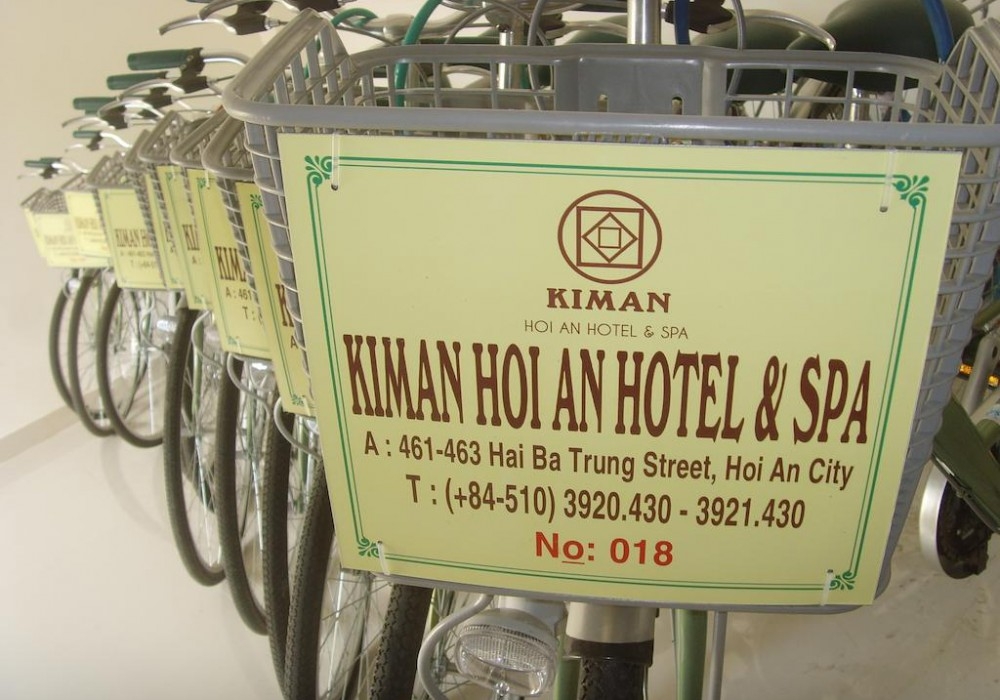 KIMAN
HOI AN HOTEL & SPA
KIMAN HOI AN HOTEL & SPA
A : 461-463 Hai Ba Trung Street, Hoi An City
T : (+84-510) 3920.430 - 3921.430
No: 018